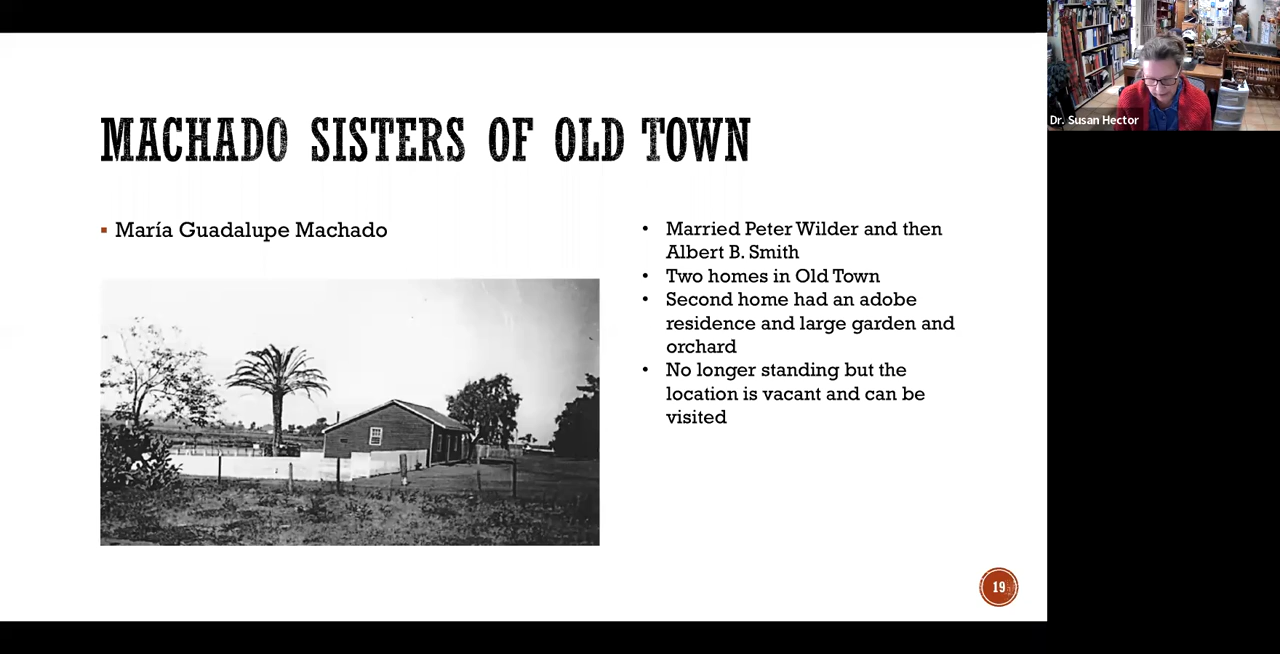 MACHADO SISTERS OF OLD TOWN
▪ María Guadalupe Machado
• Married Peter Wilder and then
Albert B. Smith
• Two homes in Old Town
• Second home had an adobe
residence and large garden and
orchard
• No longer standing but the
location is vacant and can be
visited
19
Dr. Susan Hector